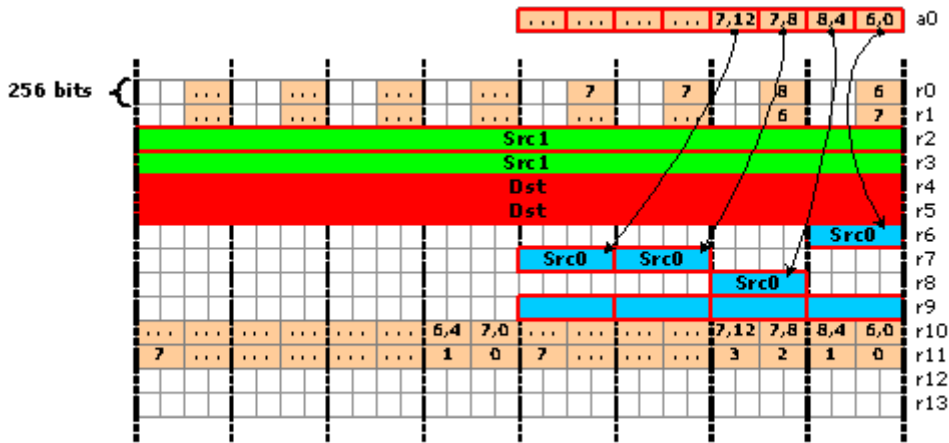 ... ... ... ... 7,12 7,8 8,4 6,0 a0
256 bits { ... ... ... ... 7 7 8 6 r0
... ... ... ... 6 7 r1
Src1 r2
Src1 r3
Dst r4
Dst r5
Src0 r6
Src0 Src0 r7
Src0 r8
r9
... ... ... ... ... ... 6,4 7,0 ... ... ... ... 7,12 7,8 8,4 6,0 r10
7 ... ... ... ... ... 1 0 7 ... ... ... 3 2 1 0 r11
r12
r13